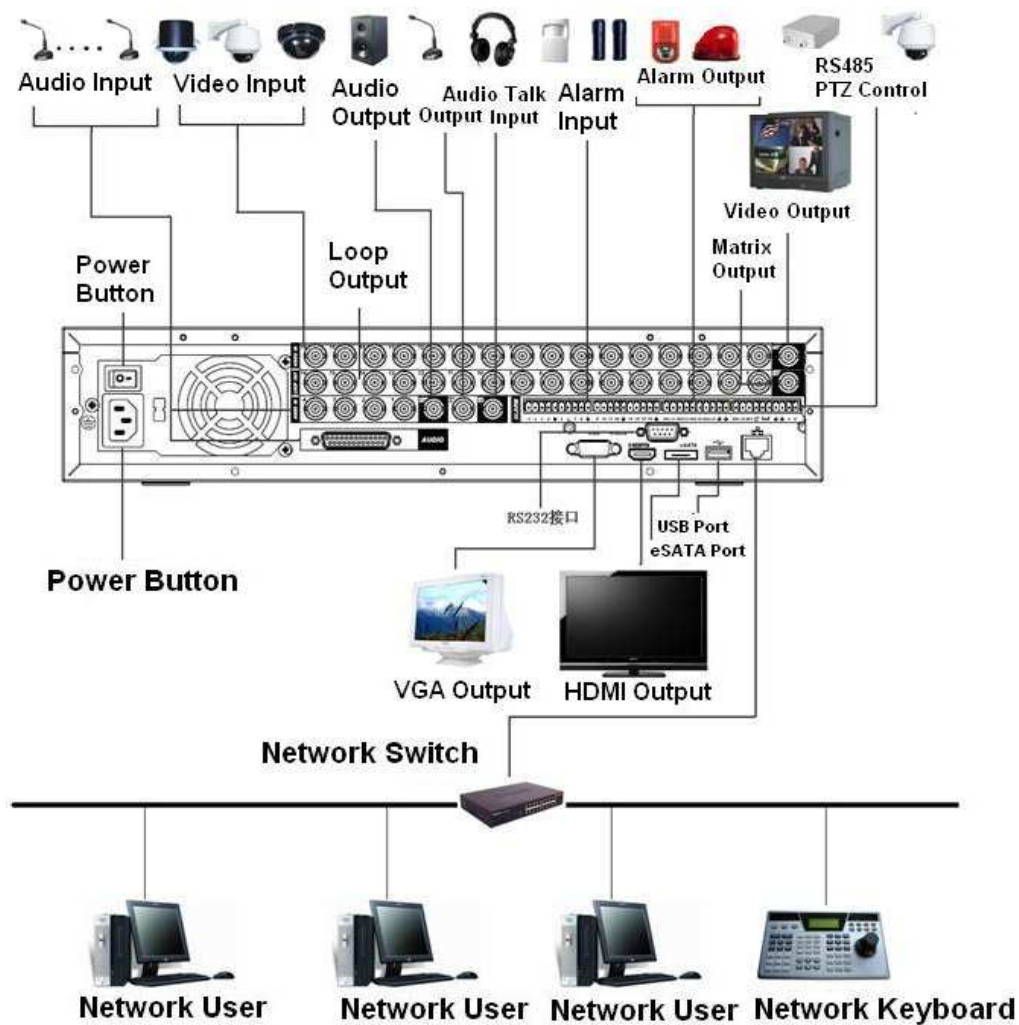 Audio Input
Video Input
Audio
Output
Audio Talk
Output Input
Alarm
Input
Alarm Output
RS485
PTZ Control
Video Output
Matrix
Output
Loop
Output
Power
Button
AUDIO
HDMI
eSATA
RS232接口
USB Port
eSATA Port
Power Button
VGA Output
HDMI Output
Network Switch
Network User
Network User
Network User
Network Keyboard